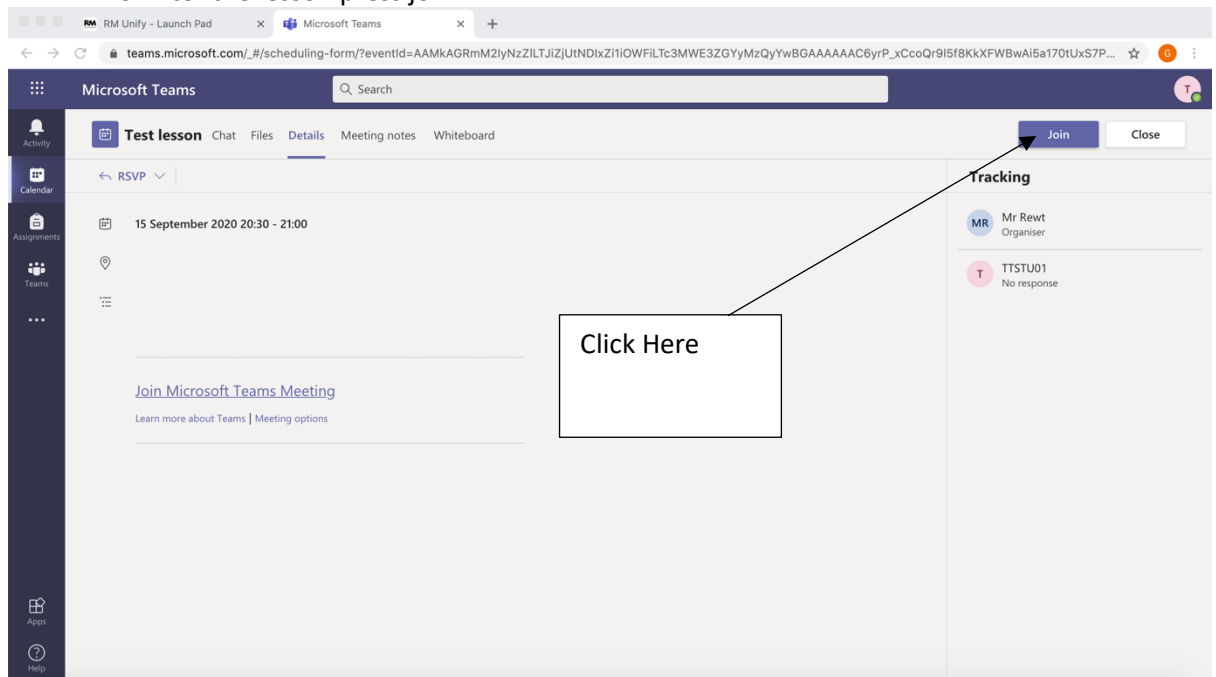 RM RM Unify - Launch Pad × Microsoft Teams × +
teams.microsoft.com/_#/scheduling-form/?eventId=AAMkAGRmM2IyNzZlLTJiZjUtNDIxZi1iOWFiLTc3MWE3ZGYyMzQyYwBGAAAAAAC6yrP_xCcoQr9I5f8KkXFWBwAi5a170tUxS7P... G
Microsoft Teams Search T
Activity
Test lesson Chat Files Details Meeting notes Whiteboard Join Close
Calendar
RSVP Tracking
Assignments
15 September 2020 20:30 - 21:00
MR Mr Rewt
Organiser
Teams
T TTSTU01
No response
Click Here
Join Microsoft Teams Meeting
Learn more about Teams | Meeting options
Apps
Help